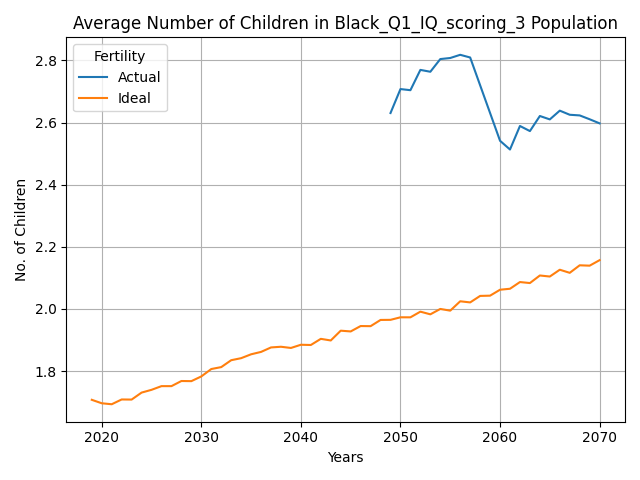 Average Number of Children in Black_Q1_IQ_scoring_3 Population
Fertility
Actual
Ideal
2.8
2.6
2.4
2.2
2.0
1.8
No. of Children
2020 2030 2040 2050 2060 2070
Years